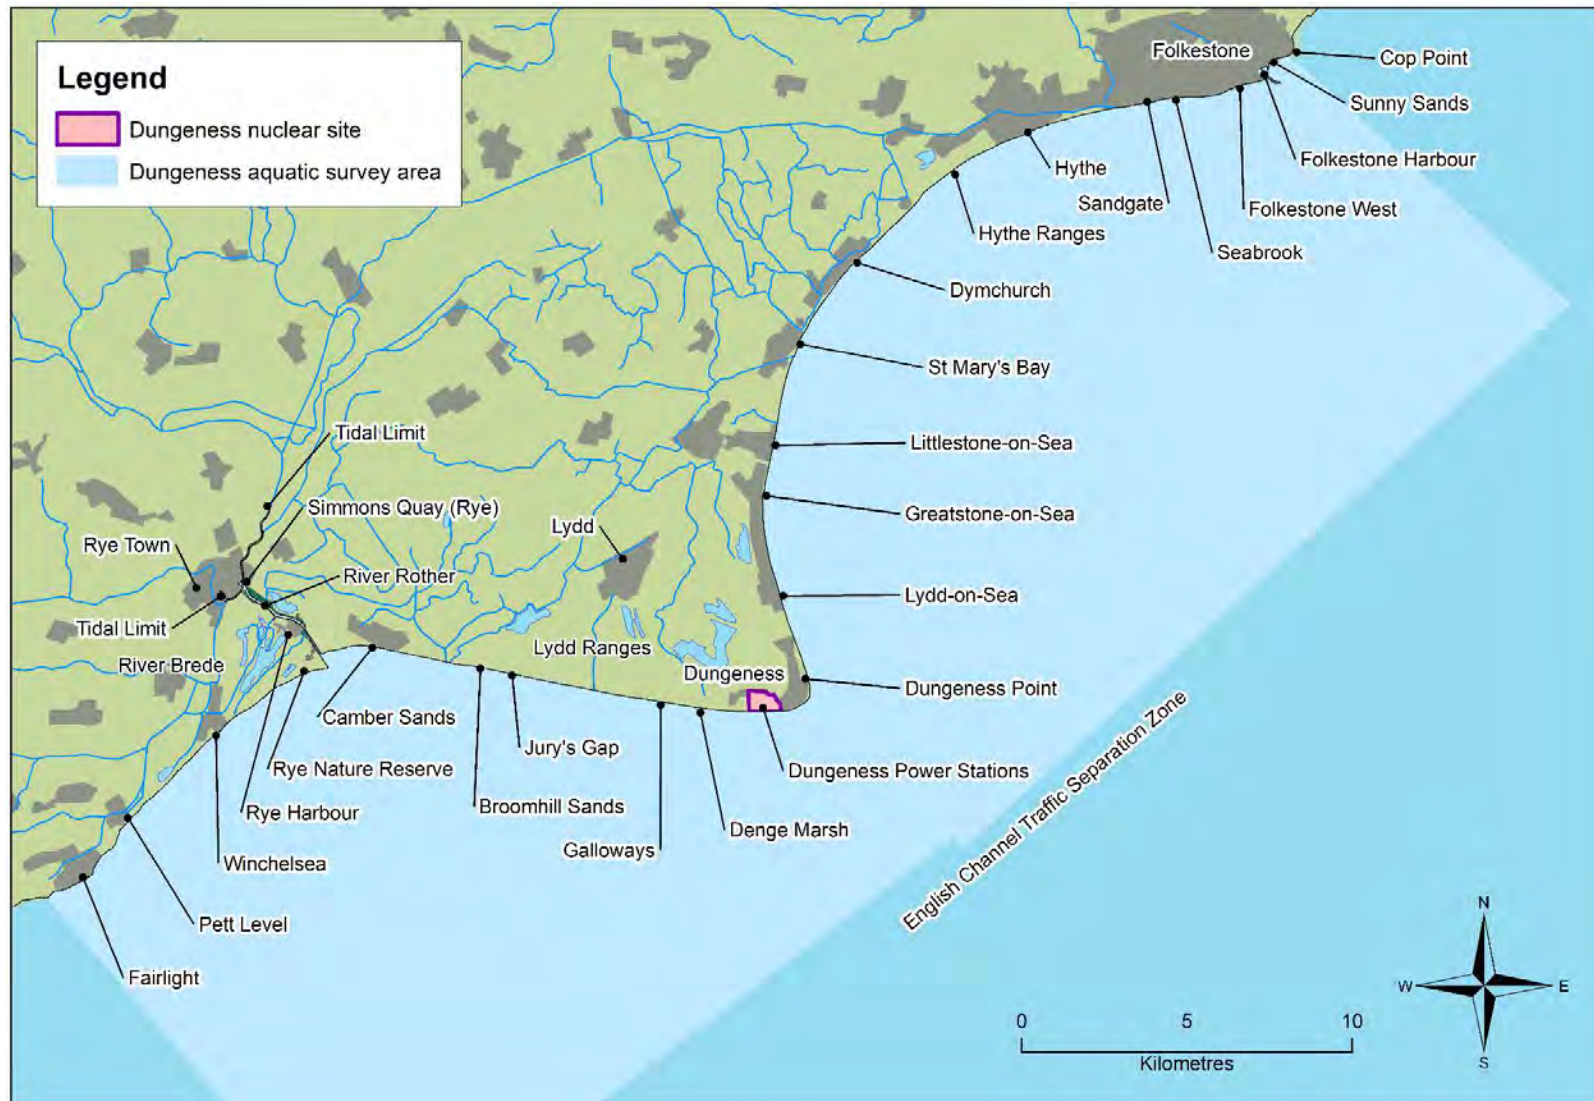 Legend
Dungeness nuclear site
Dungeness aquatic survey area
Folkestone
Cop Point
Sunny Sands
Folkestone Harbour
Hythe
Sandgate
Folkestone West
Hythe Ranges
Seabrook
Dymchurch
St Mary's Bay
Tidal Limit
Littlestone-on-Sea
Simmons Quay (Rye)
Greatstone-on-Sea
Lydd
Rye Town
River Rother
Lydd-on-Sea
Tidal Limit
Lydd Ranges
River Brede
Dungeness
Dungeness Point
Camber Sands
Jury's Gap
Rye Nature Reserve
Dungeness Power Stations
Broomhill Sands
Rye Harbour
Denge Marsh
Galloways
Winchelsea
English Channel Traffic Separation Zone
Pett Level
Fairlight
N
W E
S
0 5 10
Kilometres